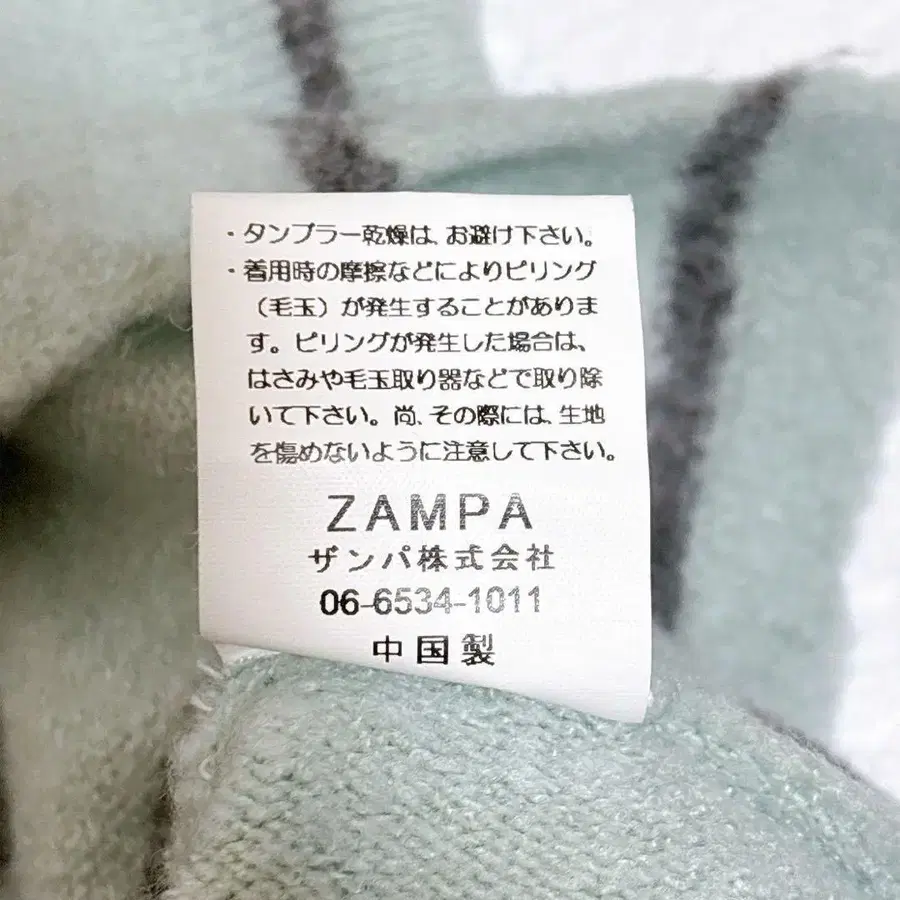 ・タンブラー乾燥は、お避け下さい。
・着用時の摩擦などによりピリング
（毛玉）が発生することがありま
す。ピリングが発生した場合は、
はさみや毛玉取り器などで取り除
いて下さい。尚、その際には、生地
を傷めないように注意して下さい。
ZAMPA
ザンパ株式会社
06-6534-1011
中国製